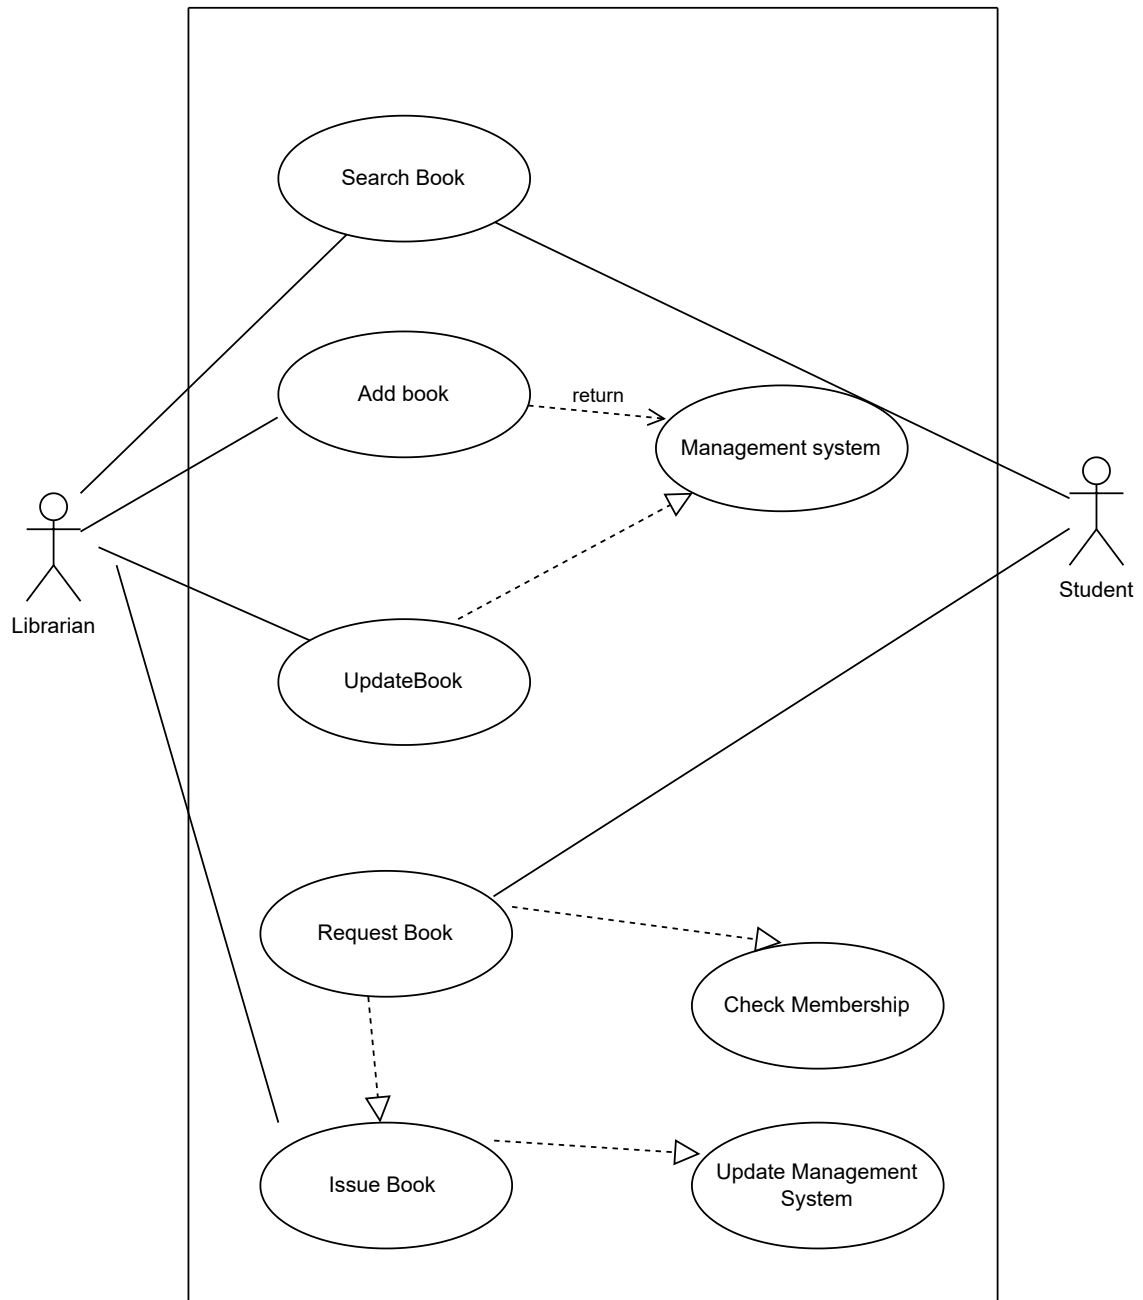 Search Book
Add book
return
Management system
Librarian
Student
UpdateBook
Request Book
Check Membership
Issue Book
Update Management
System